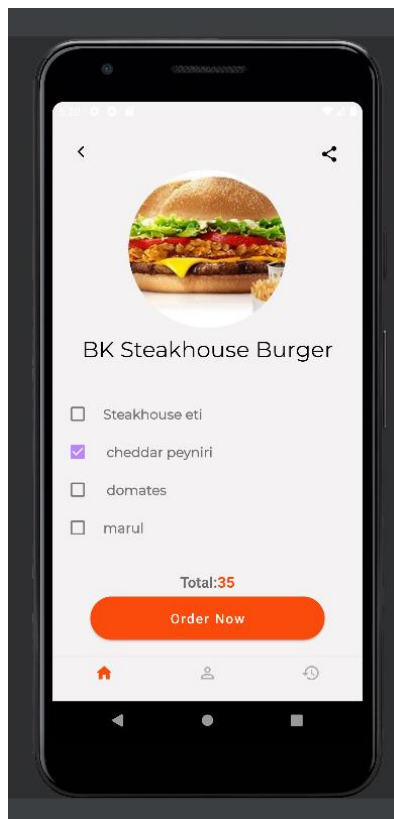 BK Steakhouse Burger
Steakhouse eti
cheddar peyniri
domates
marul
Total:35
Order Now